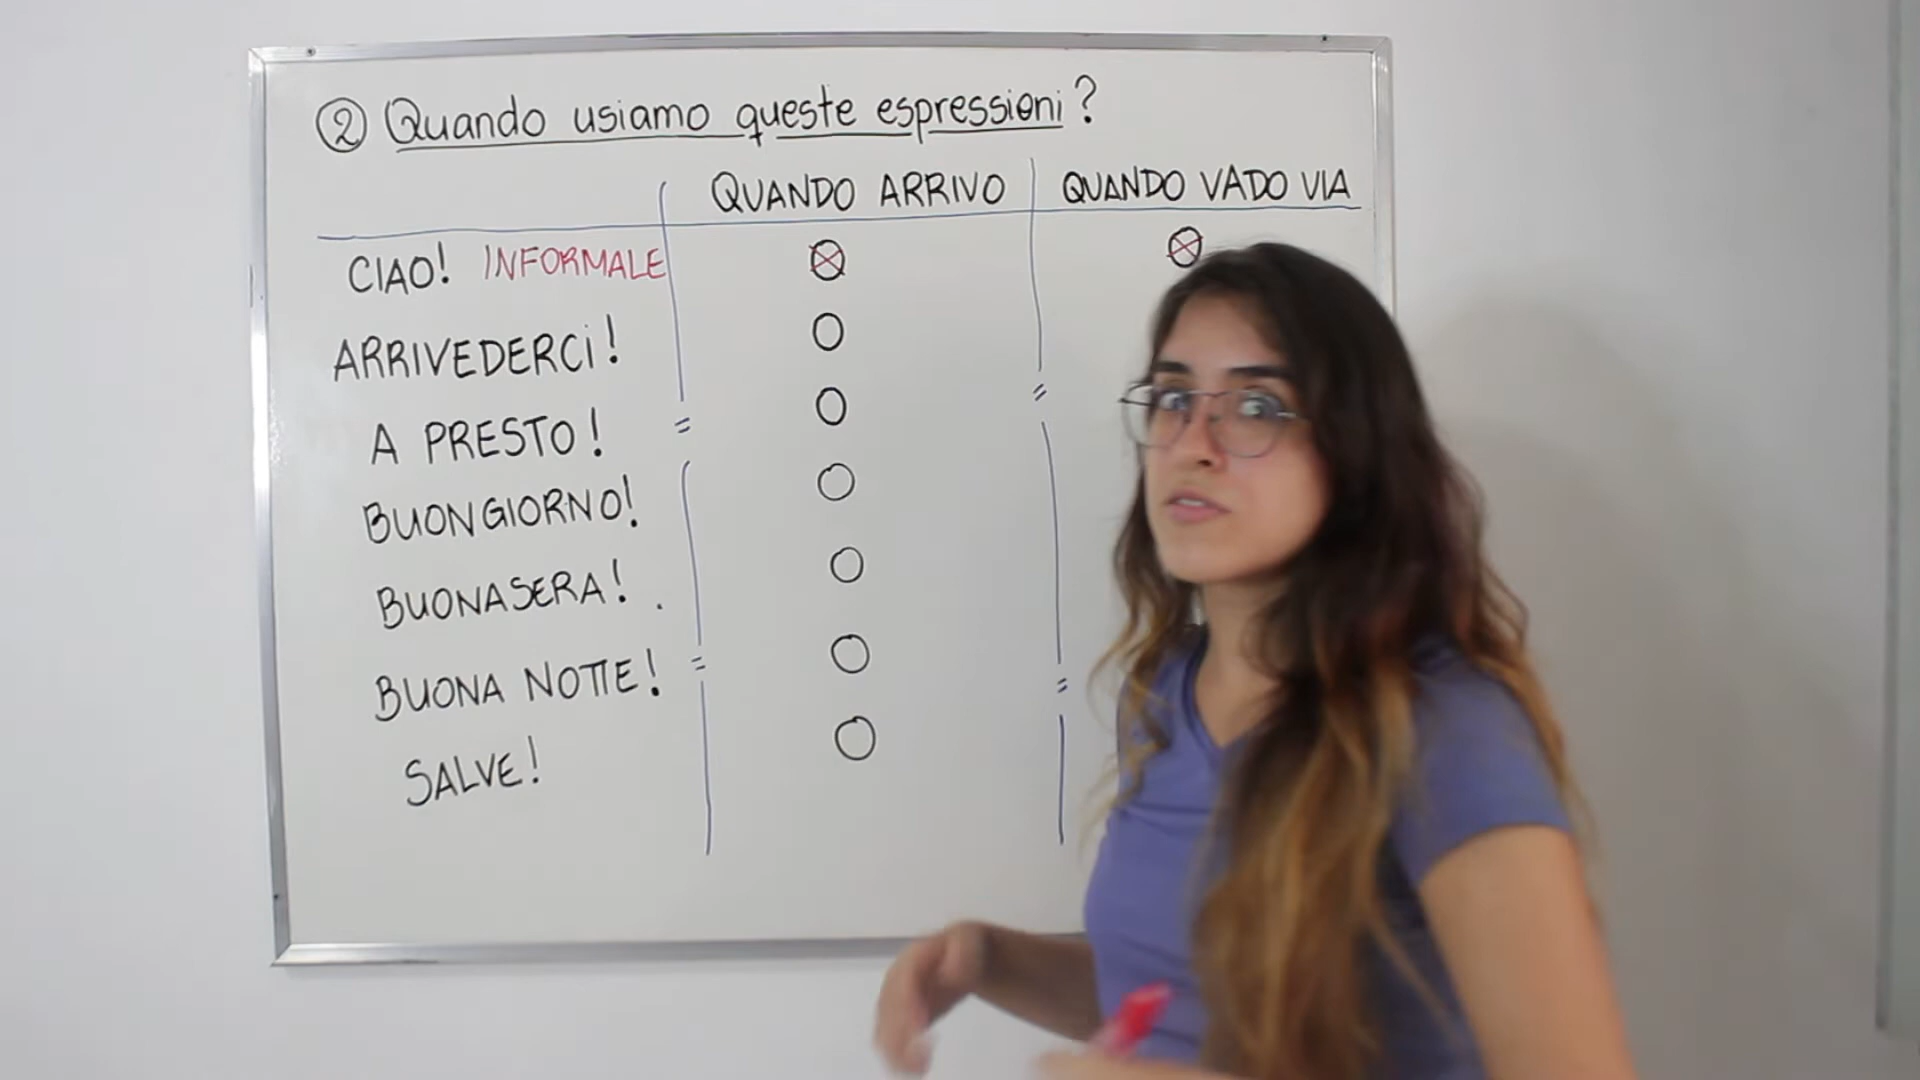 ② Quando usiamo queste espressioni?
QUANDO ARRIVO QUANDO VADO VIA
CIAO! INFORMALE
ARRIVEDERCi!
A PRESTO!
BUONGIORNO!
BUONASERA!
BUONA NOTTE!
SALVE!